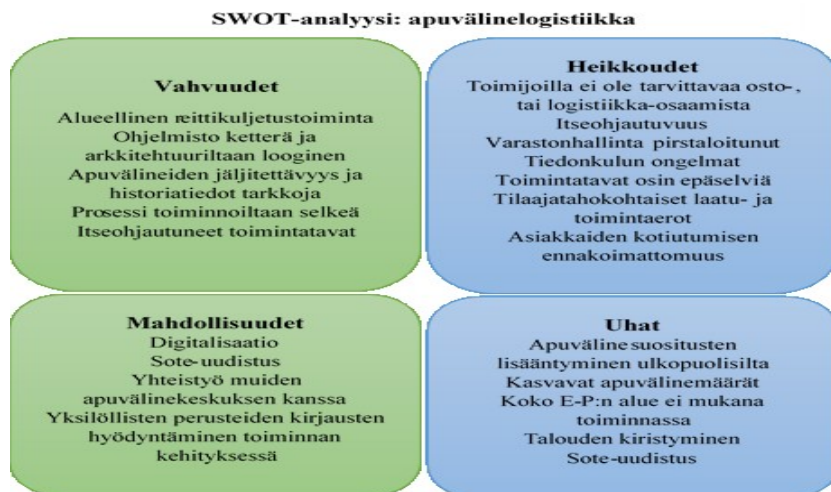 SWOT-analyysi: apuvälinelogistiikka
Vahvuudet
Alueellinen reittikuljetustoiminta
Ohjelmisto ketterä ja
arkkitehtuuriltaan looginen
Apuvälineiden jäljitettävyys ja
historiatiedot tarkkoja
Prosessi toiminnoiltaan selkeä
Itseohjautuneet toimintatavat
Heikkoudet
Toimijoilla ei ole tarvittavaa osto-,
tai logistiikka-osaamista
Itseohjautuvuus
Varastonhallinta pirstaloitunut
Tiedonkulun ongelmat
Toimintatavat osin epäselviä
Tilaajatahokohtaiset laatu- ja
toimintaerot
Asiakkaiden kotiutumisen
ennakoimattomuus
Mahdollisuudet
Digitalisaatio
Sote-uudistus
Yhteistyö muiden
apuvälinekeskuksen kanssa
Yksilöllisten perusteiden kirjausten
hyödyntäminen toiminnan
kehityksessä
Uhat
Apuvälinesuositusten
lisääntyminen ulkopuolisilta
Kasvavat apuvälinemäärät
Koko E-P:n alue ei mukana
toiminnassa
Talouden kiristyminen
Sote-uudistus